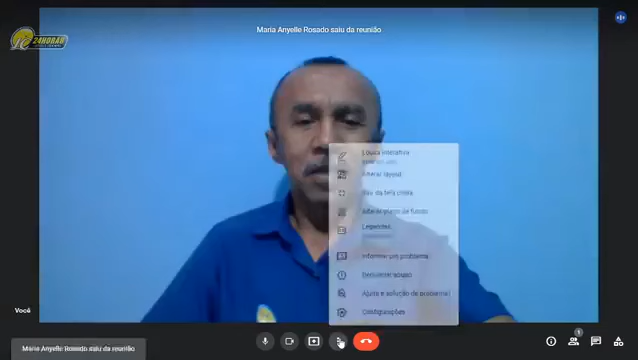 24HORAS
Maria Anyelle Rosado saiu da reunião
Lousa interativa
Alterar layout
Sair da tela cheia
Alterar plano de fundo
Legendas
Informar um problema
Denunciar abuso
Ajuda e solução de problemas
Configurações
Você
1
Maria Anyelle Rosado saiu da reunião